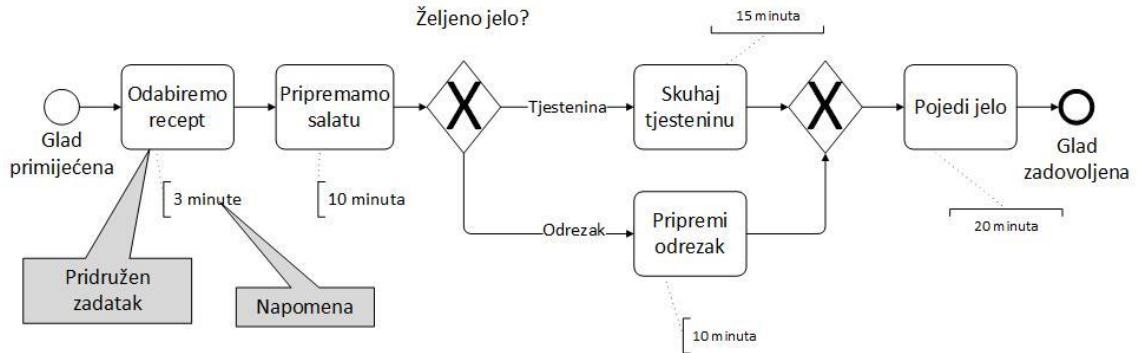 Željeno jelo?
15 minuta
Glad
primijećena
Odabiremo
recept
Pripremamo
salatu
X
Tjestenina
Skuhaj
tjesteninu
X
Pojedi jelo
Glad
zadovoljena
3 minute
10 minuta
Odrezak
Pripremi
odrezak
20 minuta
Pridružen
zadatak
Napomena
10 minuta